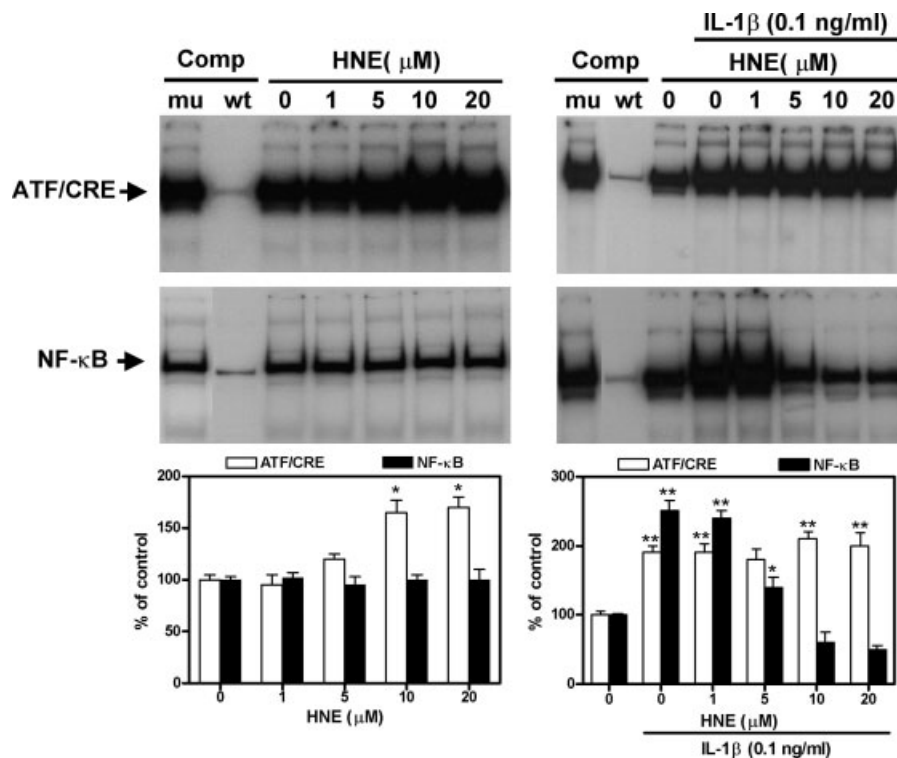 IL-1β (0.1 ng/ml)
Comp HNE( μM) Comp HNE( μM)
mu wt 0 1 5 10 20 mu wt 0 0 1 5 10 20
ATF/CRE
NF-κB
ATF/CRE NF-κB
200
150
100
50
0
% of control
* *
0 1 5 10 20
HNE (μM)
ATF/CRE NF-κB
300
200
100
0
% of control
** ** ** ** * ** **
0 0 1 5 10 20
HNE (μM)
IL-1β (0.1 ng/ml)